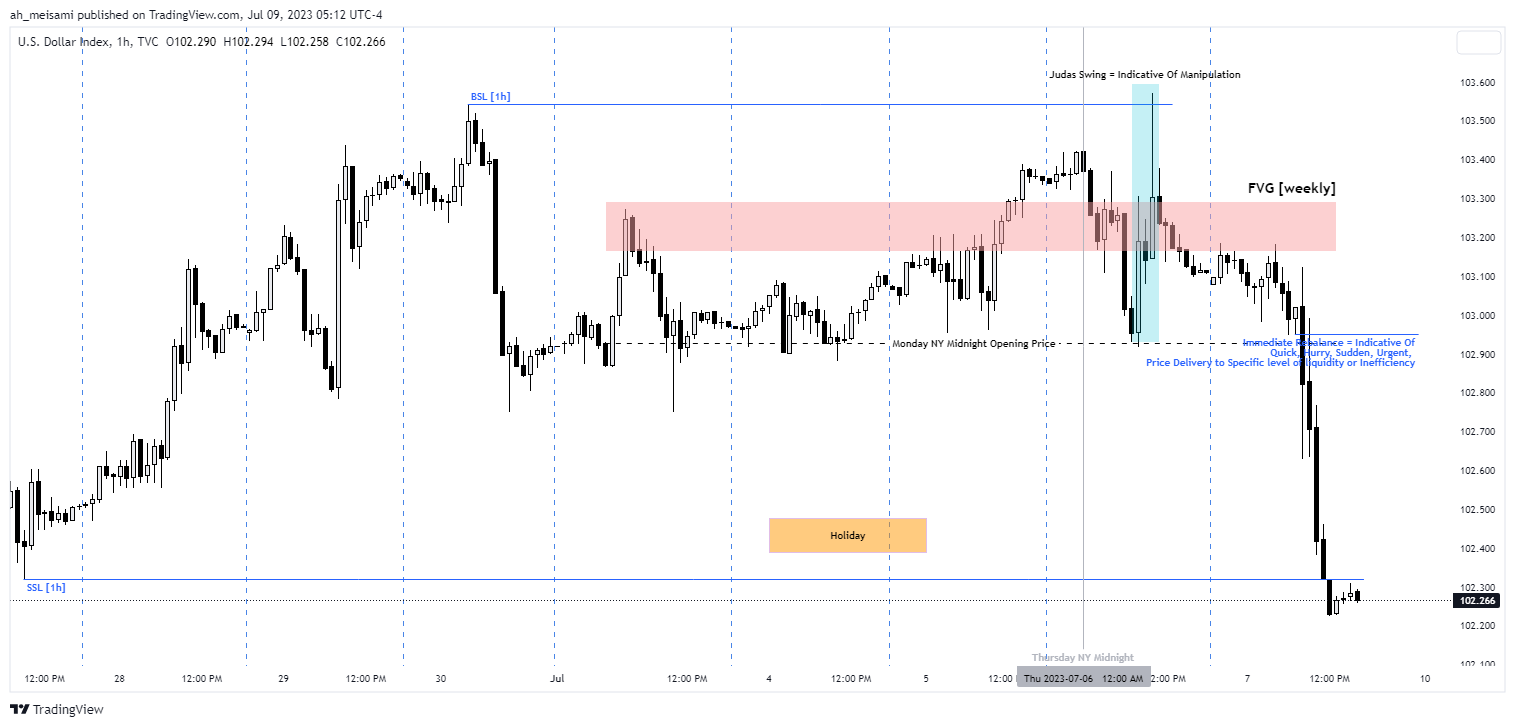 ah_meisami published on TradingView.com, Jul 09, 2023 05:12 UTC-4
U.S. Dollar Index, 1h, TVC O102.290 H102.294 L102.258 C102.266
Judas Swing = Indicative Of Manipulation
103.600
BSL [1h]
103.500
103.400
FVG [weekly]
103.300
103.200
103.100
103.000
Monday NY Midnight Opening Price
Immediate Rebalance = Indicative Of
Quick, Hurry, Sudden, Urgent,
102.900
Price Delivery to Specific level of liquidity or Inefficiency
102.800
102.700
102.600
102.500
Holiday
102.400
SSL [1h]
102.300
102.266
102.200
Thursday NY Midnight
102.100
12:00 PM 28 12:00 PM 29 12:00 PM 30 Jul 12:00 PM 4 12:00 PM 5 12:00 Thu 2023-07-06 12:00 AM 2:00 PM 7 12:00 PM 10
TradingView